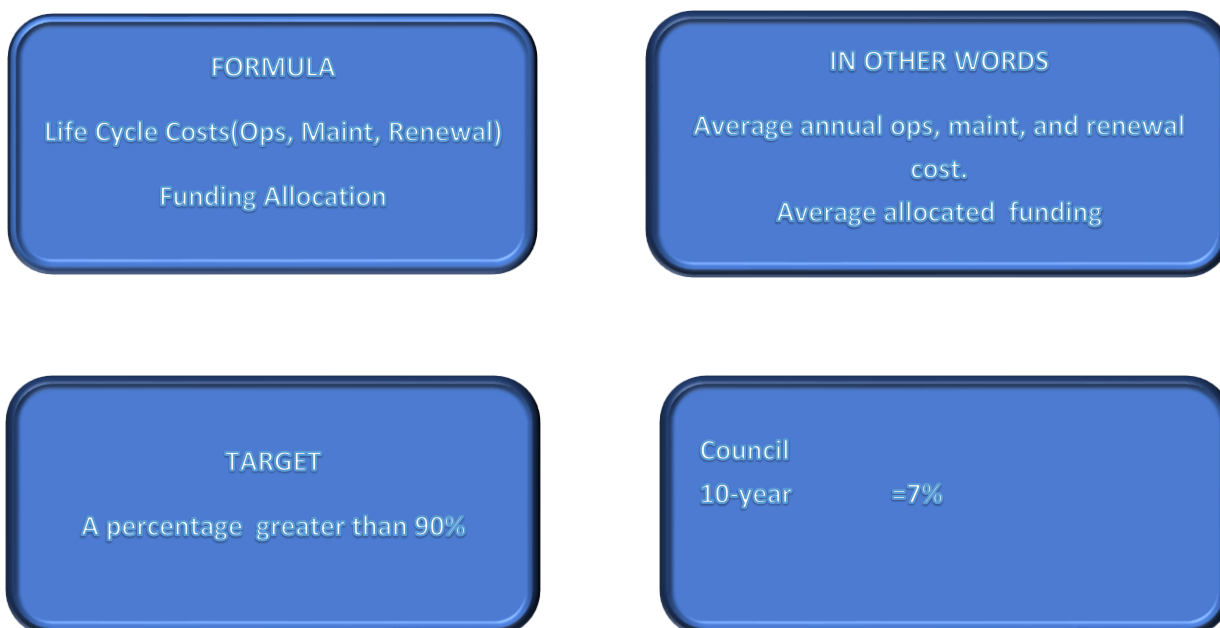 FORMULA
Life Cycle Costs(Ops, Maint, Renewal)
Funding Allocation
IN OTHER WORDS
Average annual ops, maint, and renewal
cost.
Average allocated funding
TARGET
A percentage greater than 90%
Council
10-year =7%